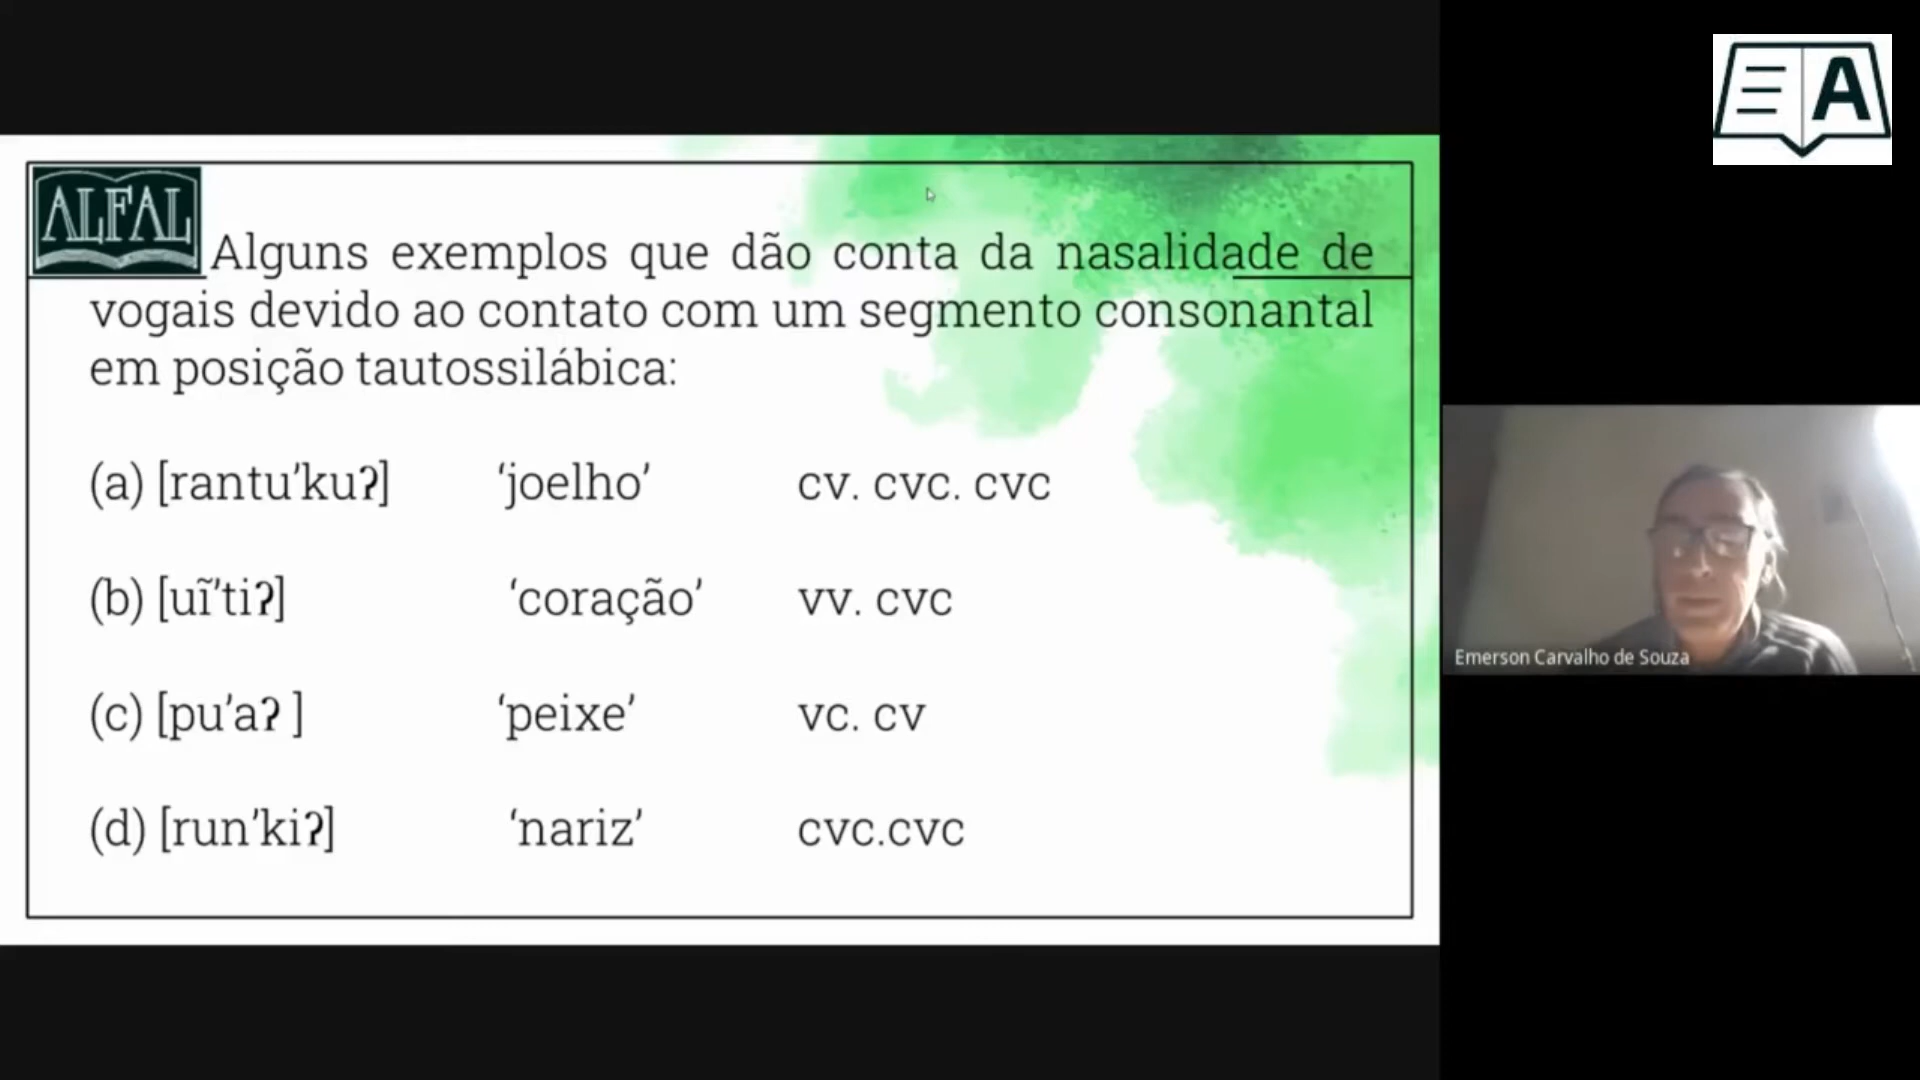 A
ALFAL
Alguns exemplos que dão conta da nasalidade de
vogais devido ao contato com um segmento consonantal
em posição tautossilábica:
(a) [rantu’kuʔ] ‘joelho’ cv. cvc. cvc
(b) [uĩ’tiʔ] ‘coração’ vv. cvc
(c) [pu’aʔ ] ‘peixe’ vc. cv
(d) [run’kiʔ] ‘nariz’ cvc.cvc
Emerson Carvalho de Souza